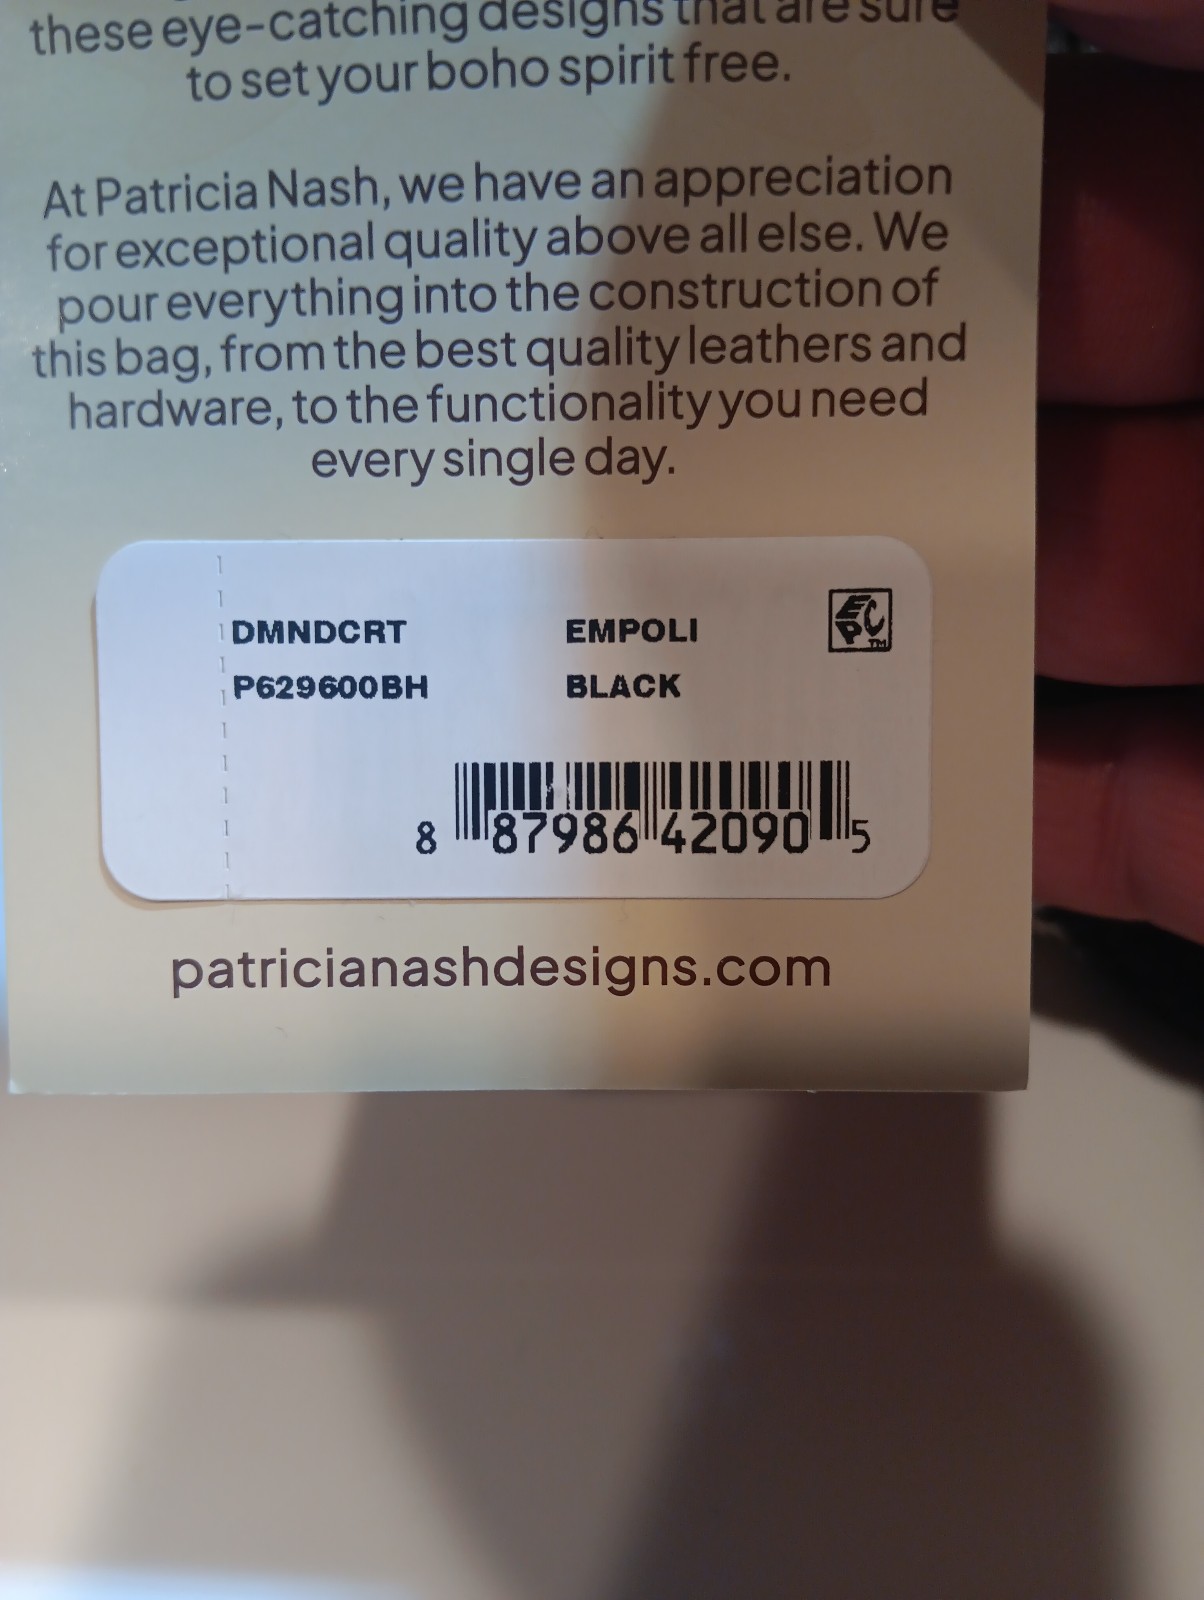 these eye-catching designs that are sure
to set your boho spirit free.
At Patricia Nash, we have an appreciation
for exceptional quality above all else. We
pour everything into the construction of
this bag, from the best quality leathers and
hardware, to the functionality you need
every single day.
DMNDCRT EMPOLI EPC TM
P629600BH BLACK
8 87986 42090 5
patricianashdesigns.com